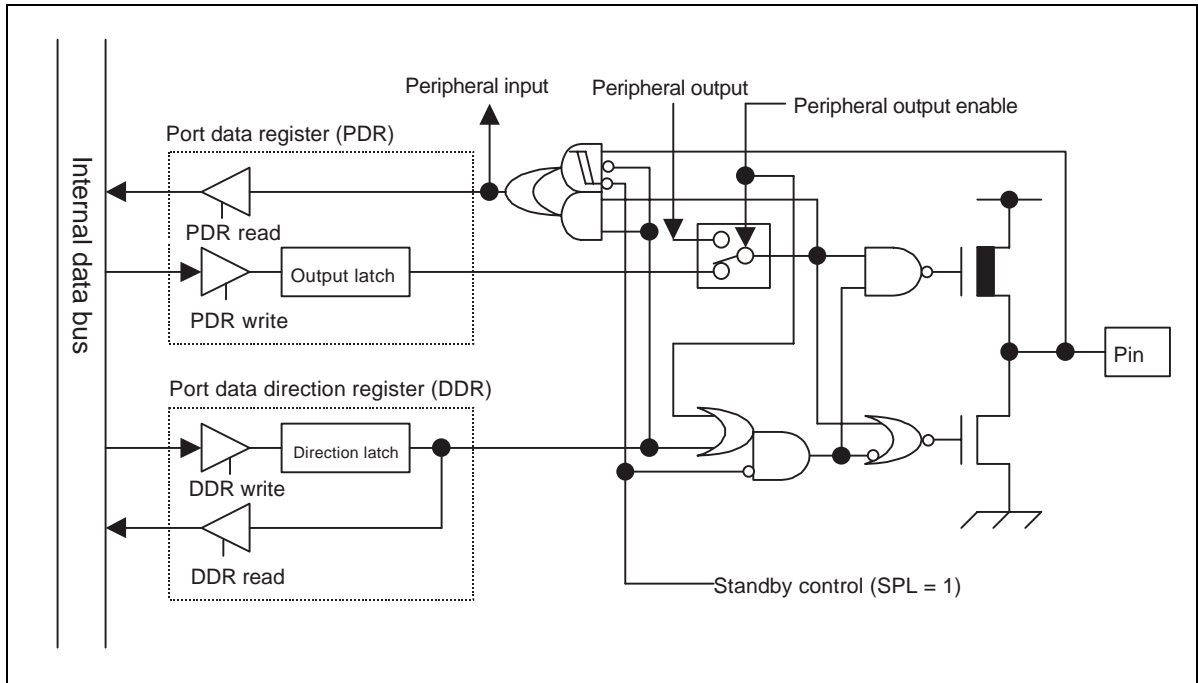 Peripheral input
Peripheral output
Peripheral output enable
Port data register (PDR)
Internal data bus
PDR read
Output latch
PDR write
Pin
Port data direction register (DDR)
Direction latch
DDR write
DDR read
Standby control (SPL = 1)